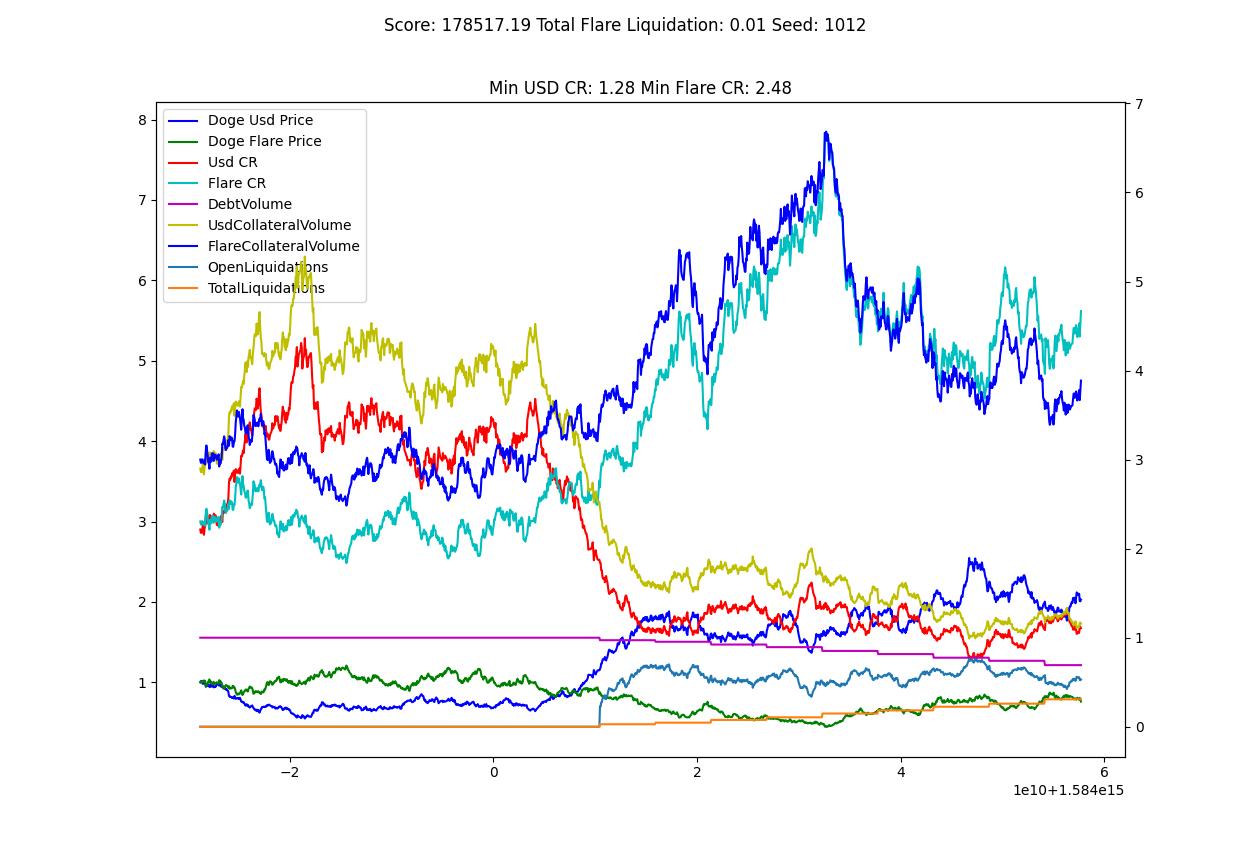 Score: 178517.19 Total Flare Liquidation: 0.01 Seed: 1012
Min USD CR: 1.28 Min Flare CR: 2.48
Doge Usd Price
Doge Flare Price
Usd CR
Flare CR
DebtVolume
UsdCollateralVolume
FlareCollateralVolume
OpenLiquidations
TotalLiquidations
8
7
6
5
4
3
2
1
7
6
5
4
3
2
1
0
−2
0
2
4
6
1e10+1.584e15